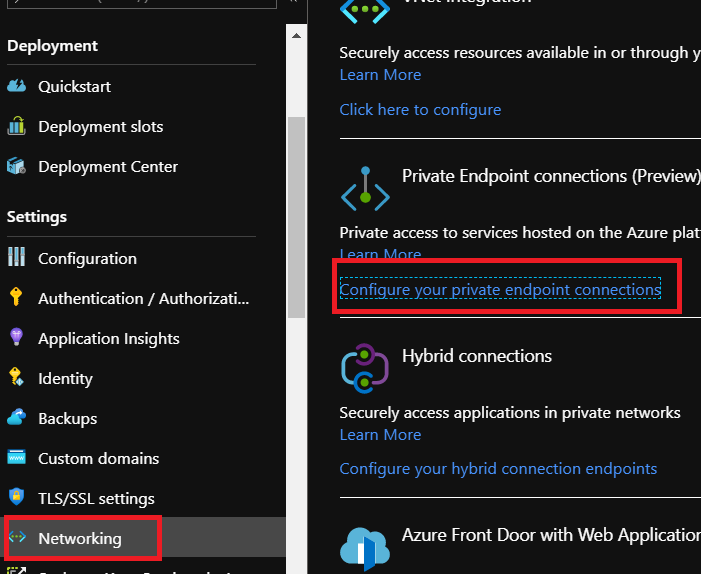 Deployment
Quickstart
Deployment slots
Deployment Center
Settings
Configuration
Authentication / Authorizati...
Application Insights
Identity
Backups
Custom domains
TLS/SSL settings
Networking
VNet Integration
Securely access resources available in or through y
Learn More
Click here to configure
Private Endpoint connections (Preview)
Private access to services hosted on the Azure plat
Learn More
Configure your private endpoint connections
Hybrid connections
Securely access applications in private networks
Learn More
Configure your hybrid connection endpoints
Azure Front Door with Web Application